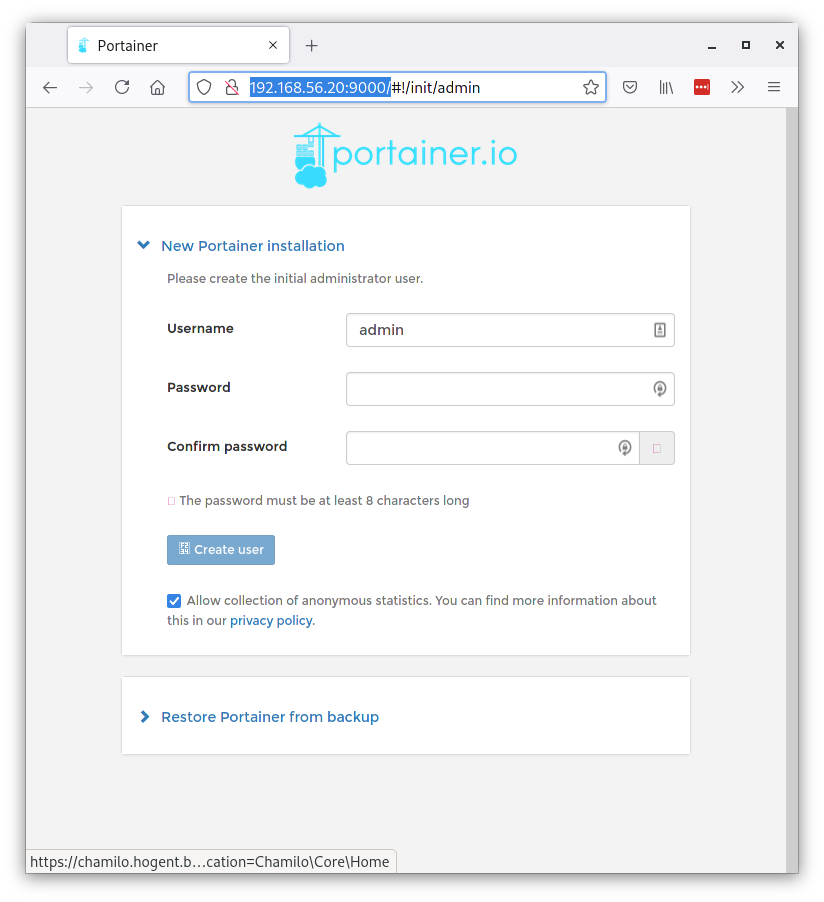 Portainer
192.168.56.20:9000/#!/init/admin
portainer.io
New Portainer installation
Please create the initial administrator user.
Username
admin
Password
Confirm password
The password must be at least 8 characters long
Create user
Allow collection of anonymous statistics. You can find more information about
this in our privacy policy.
Restore Portainer from backup
https://chamilo.hogent.b…cation=Chamilo\Core\Home